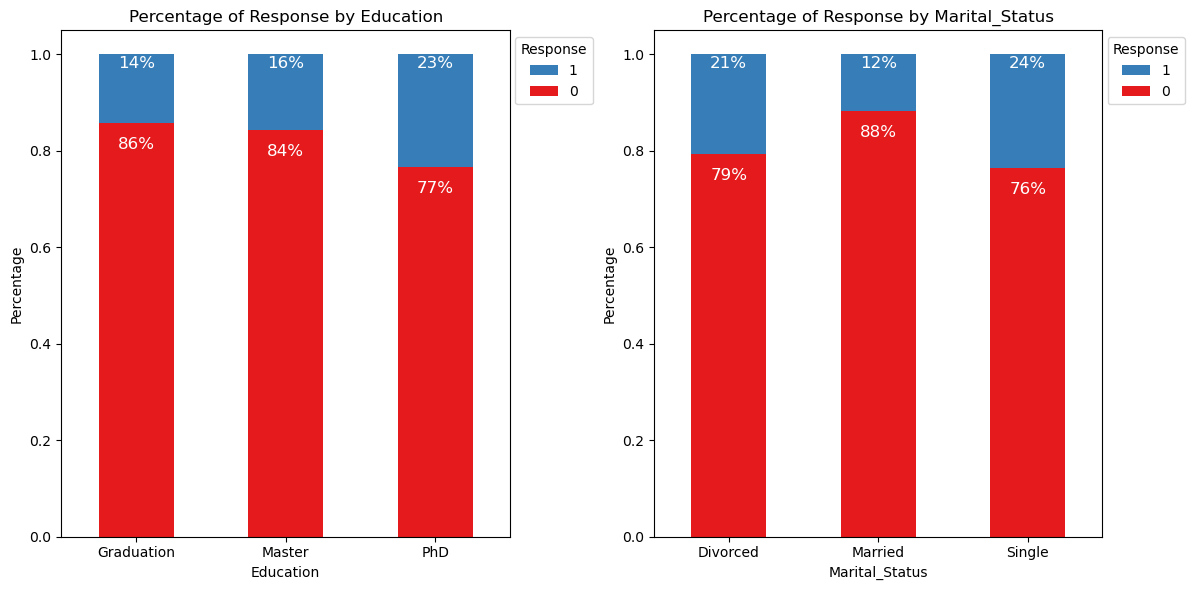 Percentage of Response by Education
Response
1
0
14%
16%
23%
86%
84%
77%
1.0
0.8
0.6
0.4
0.2
0.0
Percentage
Graduation
Master
PhD
Education
Percentage of Response by Marital_Status
Response
1
0
21%
12%
24%
79%
88%
76%
1.0
0.8
0.6
0.4
0.2
0.0
Percentage
Divorced
Married
Single
Marital_Status